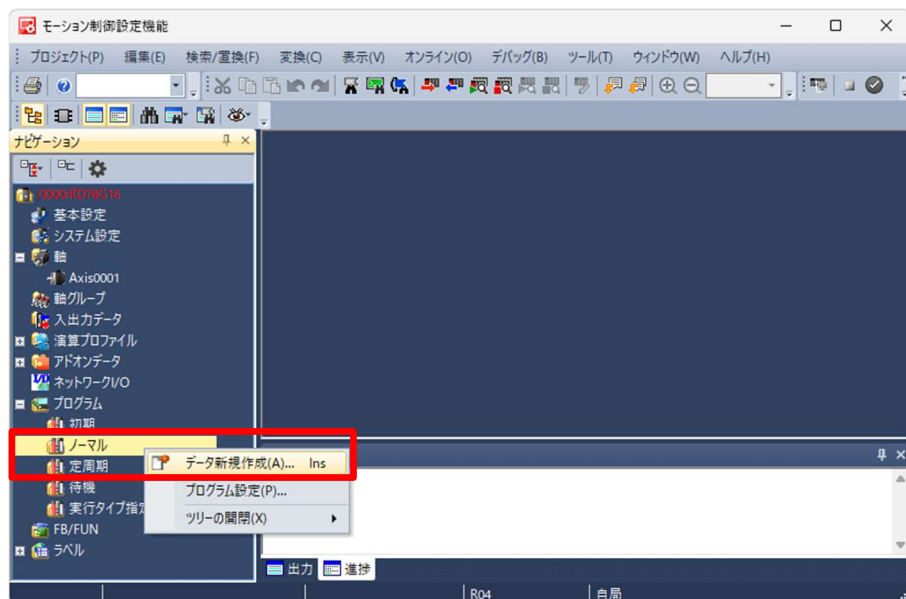 モーション制御設定機能
プロジェクト(P) 編集(E) 検索/置換(F) 変換(C) 表示(V) オンライン(O) デバッグ(B) ツール(T) ウィンドウ(W) ヘルプ(H)
ナビゲーション
0000:RD78G16
基本設定
システム設定
軸
Axis0001
軸グループ
入出力データ
演算プロファイル
アドオンデータ
ネットワークI/O
プログラム
初期
ノーマル
データ新規作成(A)... Ins
定周期
プログラム設定(P)...
待機
ツリーの開閉(X)
実行タイプ指定
FB/FUN
ラベル
出力 進捗
R04 自局